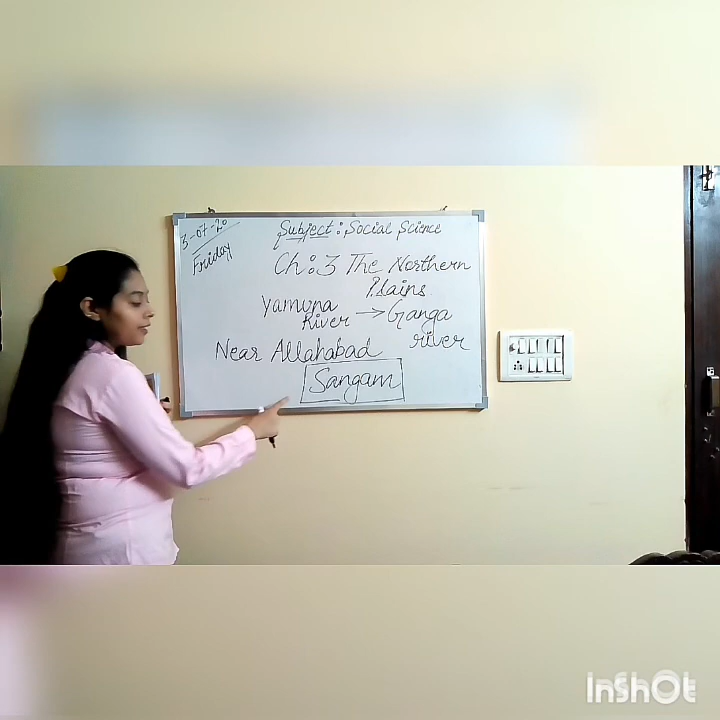 3-07-20
Friday
Subject: Social Science
Ch: 3 The Northern
Plains
Yamuna River → Ganga river
Near Allahabad
Sangam
InShOt